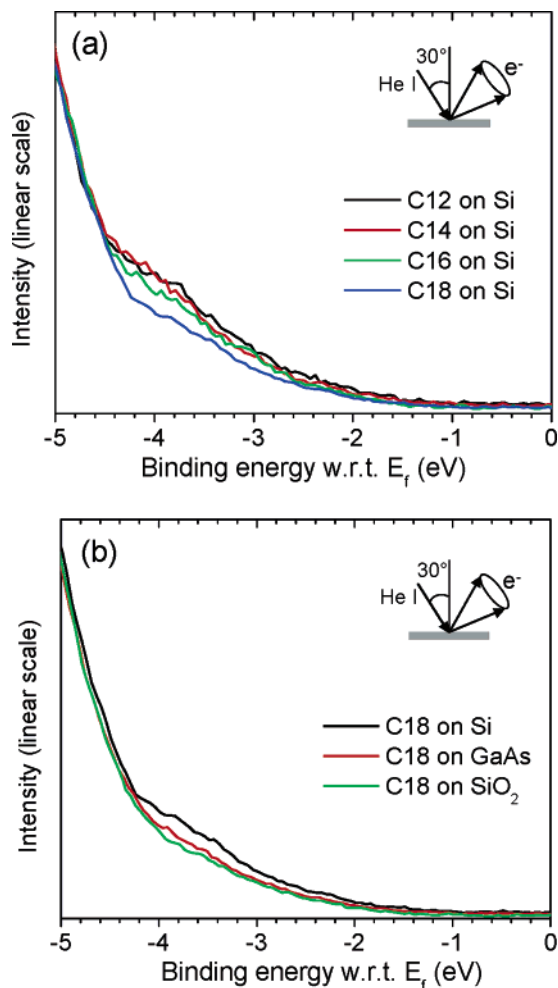 (a)
30°
He I
e⁻
C12 on Si
C14 on Si
C16 on Si
C18 on Si
Intensity (linear scale)
-5 -4 -3 -2 -1 0
Binding energy w.r.t. E_f (eV)
(b)
30°
He I
e⁻
C18 on Si
C18 on GaAs
C18 on SiO₂
Intensity (linear scale)
-5 -4 -3 -2 -1 0
Binding energy w.r.t. E_f (eV)